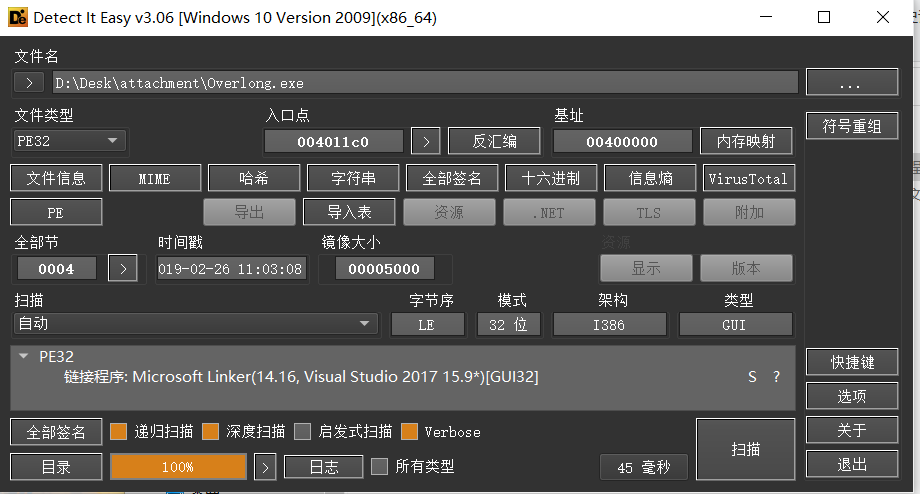 Detect It Easy v3.06 [Windows 10 Version 2009](x86_64)
文件名
> D:\Desk\attachment\Overlong.exe ...
文件类型 入口点 基址
PE32 004011c0 > 反汇编 00400000 内存映射 符号重组
文件信息 MIME 哈希 字符串 全部签名 十六进制 信息熵 VirusTotal
PE 导出 导入表 资源 .NET TLS 附加
全部节 时间戳 镜像大小 资源
0004 > 019-02-26 11:03:08 00005000 显示 版本
扫描 字节序 模式 架构 类型
自动 LE 32 位 I386 GUI
PE32 快捷键
链接程序: Microsoft Linker(14.16, Visual Studio 2017 15.9*)[GUI32] S ?
选项
全部签名 递归扫描 深度扫描 启发式扫描 Verbose 扫描 关于
目录 100% > 日志 所有类型 45 毫秒 退出